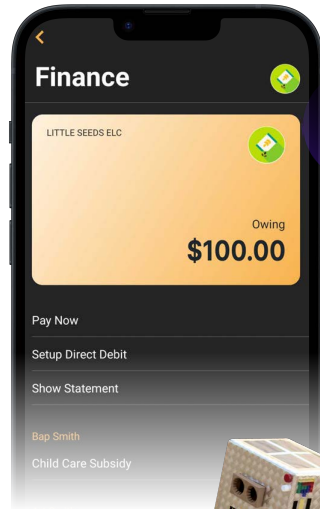 Finance
LITTLE SEEDS ELC
Owing
$100.00
Pay Now
Setup Direct Debit
Show Statement
Bap Smith
Child Care Subsidy